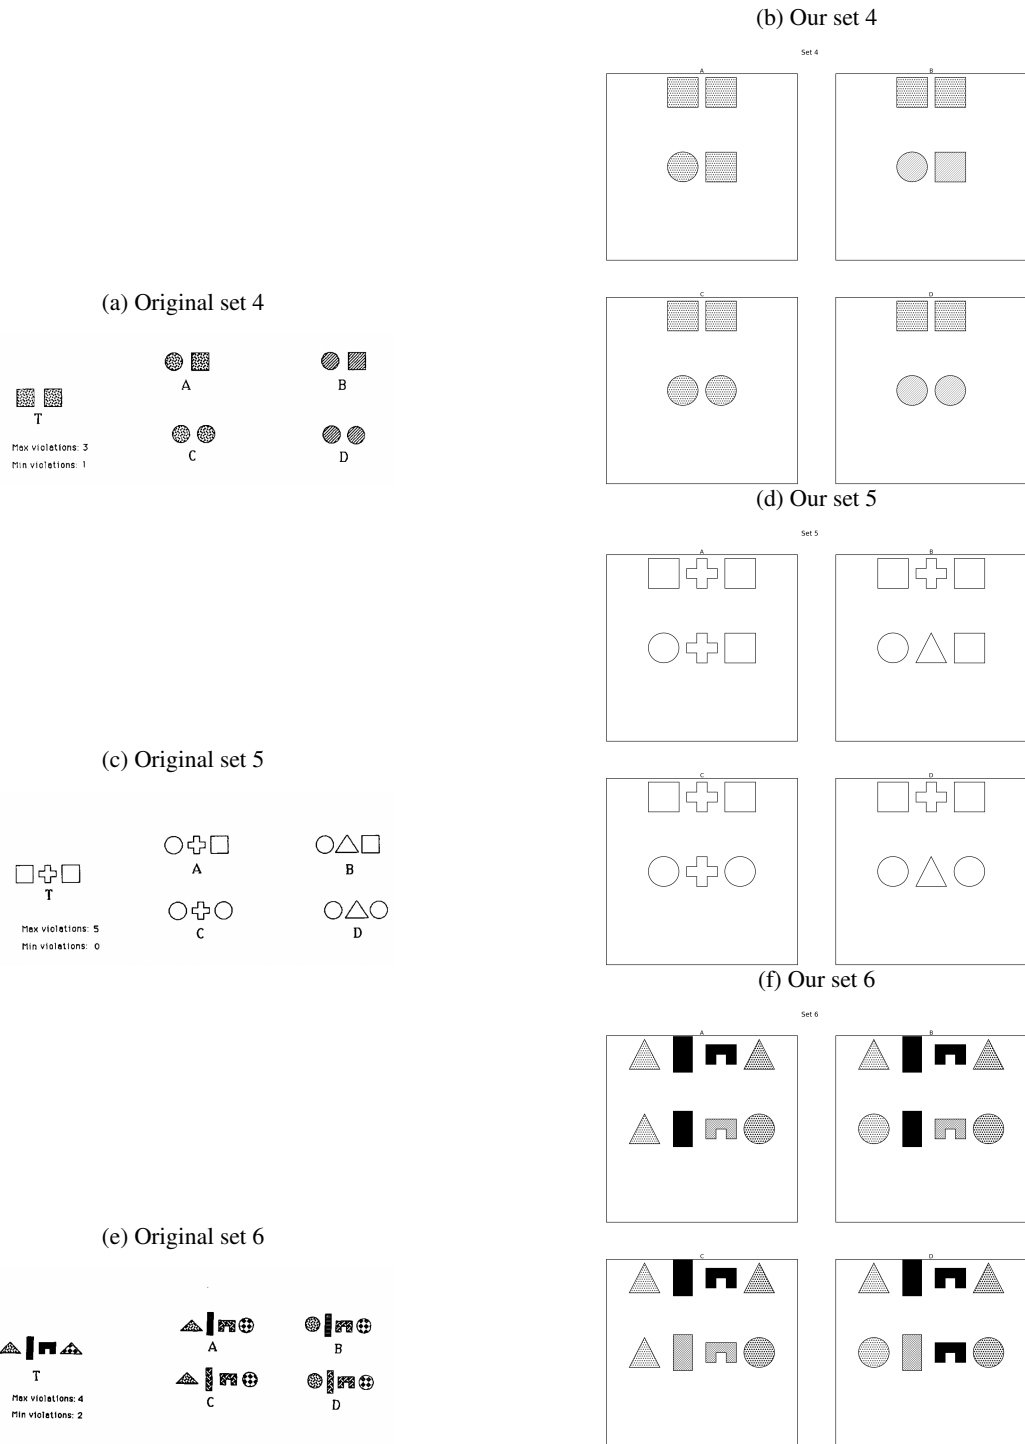 (b) Our set 4
Set 4
A
B
C
D
(a) Original set 4
T
Max violations: 3
Min violations: 1
A
B
C
D
(d) Our set 5
Set 5
A
B
C
D
(c) Original set 5
T
Max violations: 5
Min violations: 0
A
B
C
D
(f) Our set 6
Set 6
A
B
C
D
(e) Original set 6
T
Max violations: 4
Min violations: 2
A
B
C
D